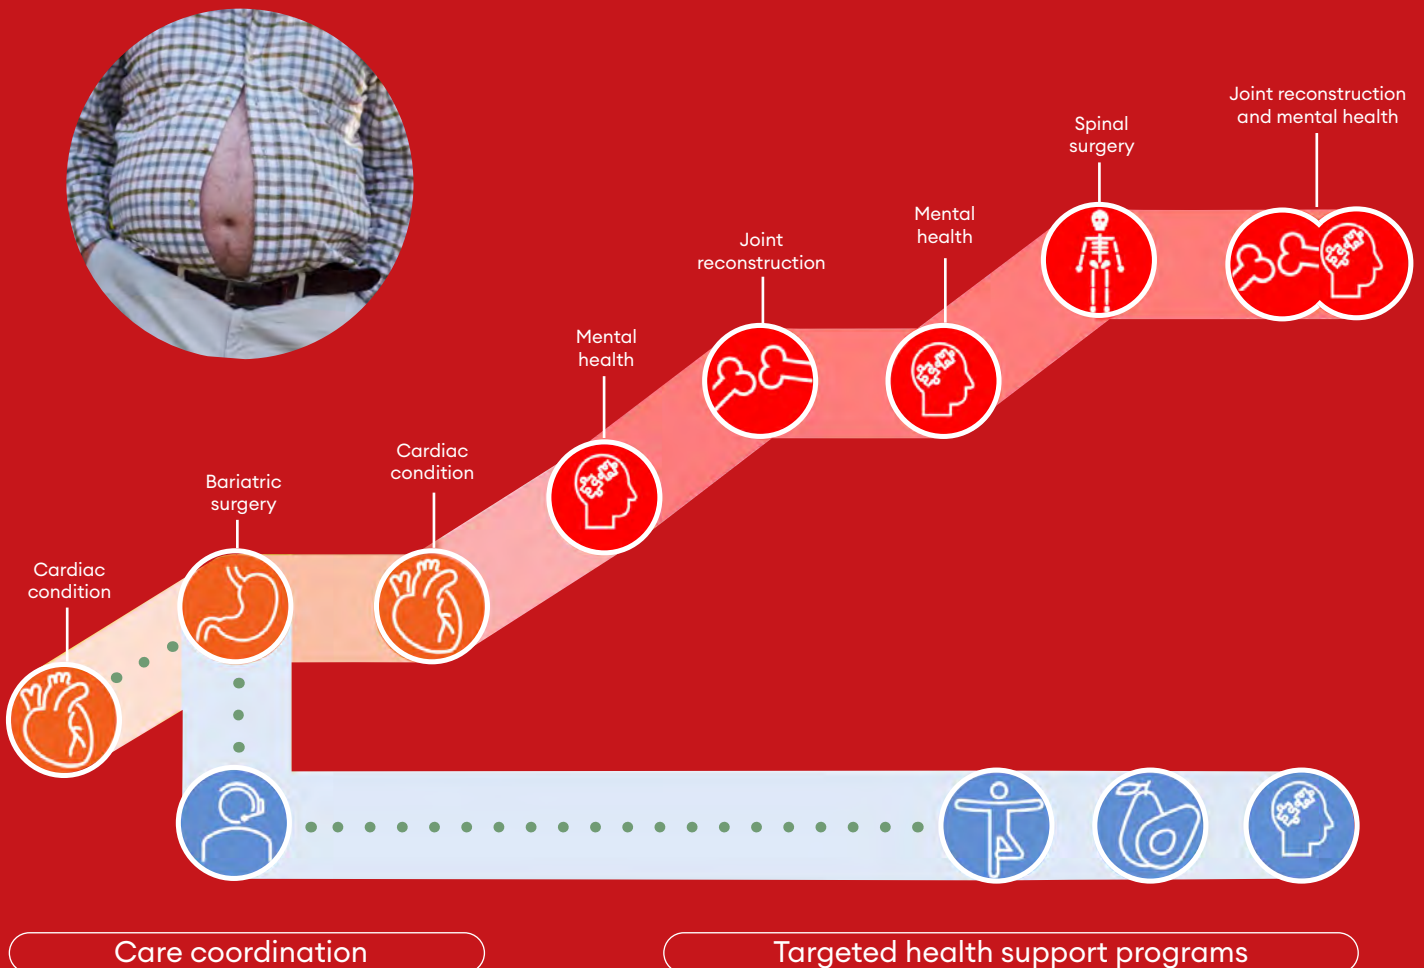 Cardiac
condition
Bariatric
surgery
Cardiac
condition
Mental
health
Joint
reconstruction
Mental
health
Spinal
surgery
Joint reconstruction
and mental health
Care coordination
Targeted health support programs